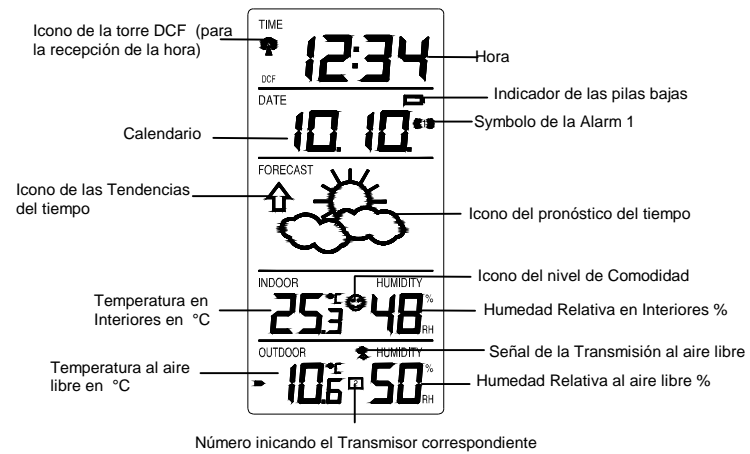 TIME
Icono de la torre DCF (para
la recepción de la hora)
12:34
Hora
DCF
DATE
Indicador de las pilas bajas
10. 10.
Symbolo de la Alarm 1
Calendario
FORECAST
Icono de las Tendencias
del tiempo
Icono del pronóstico del tiempo
Icono del nivel de Comodidad
INDOOR HUMIDITY
Temperatura en
Interiores en °C
25.3 °C 48 % RH
Humedad Relativa en Interiores %
OUTDOOR HUMIDITY
Señal de la Transmisión al aire libre
Temperatura al aire
libre en °C
10.6 °C 50 % RH
Humedad Relativa al aire libre %
Número inicando el Transmisor correspondiente